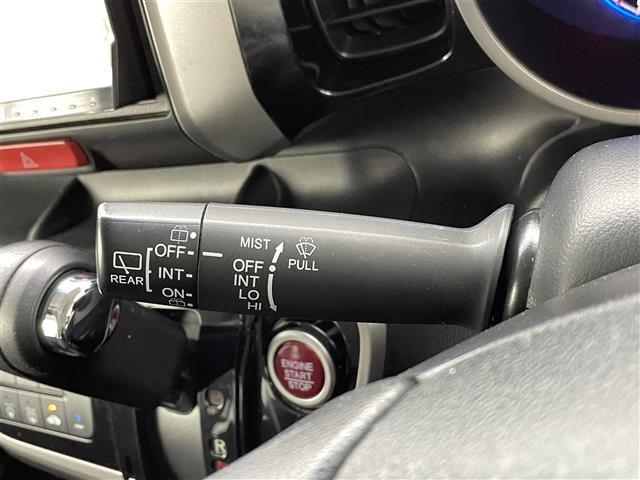 MIST
OFF
PULL
OFF
REAR
INT
INT
ON
LO
HI
ENGINE
START
STOP
R